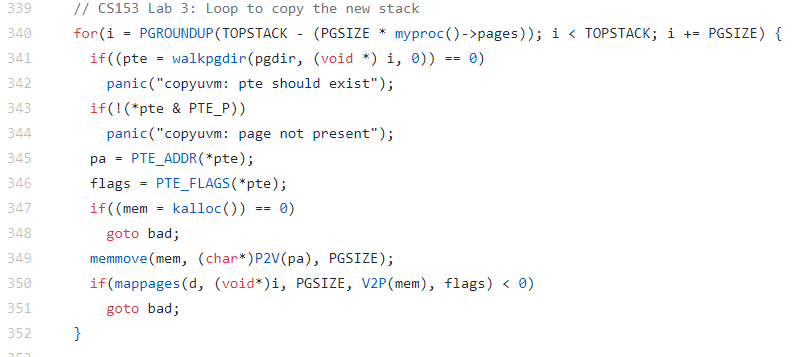 339 // CS153 Lab 3: Loop to copy the new stack
340 for(i = PGROUNDUP(TOPSTACK - (PGSIZE * myproc()->pages)); i < TOPSTACK; i += PGSIZE) {
341 if((pte = walkpgdir(pgdir, (void *) i, 0)) == 0)
342 panic("copyuvm: pte should exist");
343 if(!(*pte & PTE_P))
344 panic("copyuvm: page not present");
345 pa = PTE_ADDR(*pte);
346 flags = PTE_FLAGS(*pte);
347 if((mem = kalloc()) == 0)
348 goto bad;
349 memmove(mem, (char*)P2V(pa), PGSIZE);
350 if(mappages(d, (void*)i, PGSIZE, V2P(mem), flags) < 0)
351 goto bad;
352 }